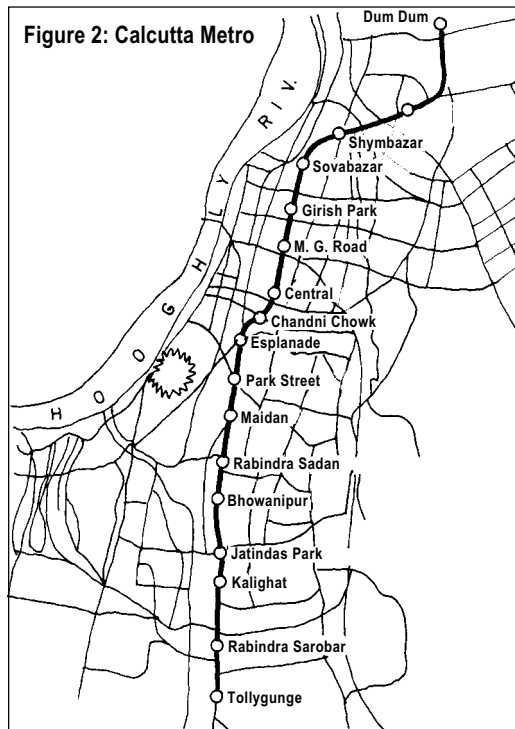 Figure 2: Calcutta Metro
Dum Dum
Shymbazar
Sovabazar
Girish Park
M. G. Road
Central
Chandni Chowk
Esplanade
Park Street
Maidan
Rabindra Sadan
Bhowanipur
Jatindas Park
Kalighat
Rabindra Sarobar
Tollygunge
HOOGHLY RIV.